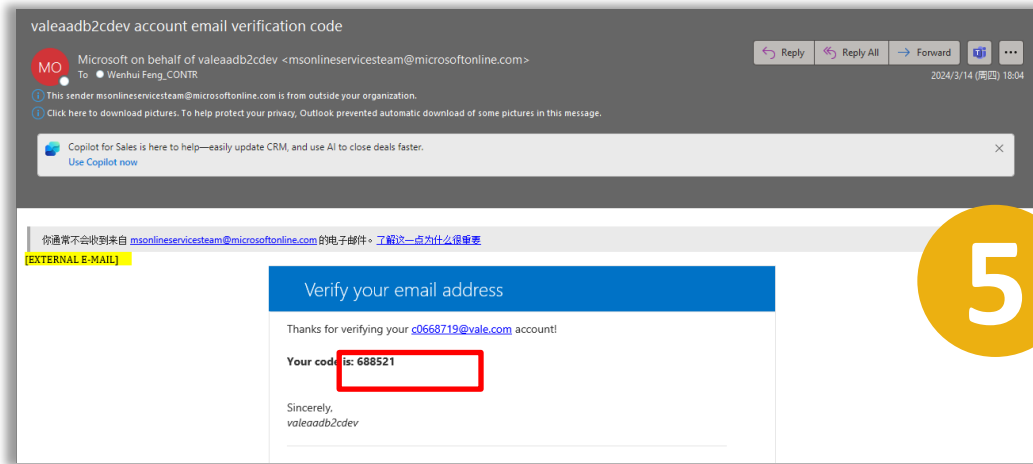 valeaadb2cdev account email verification code
MO
Microsoft on behalf of valeaadb2cdev <msonlineservicesteam@microsoftonline.com>
To Wenhui Feng_CONTR
Reply Reply All Forward ...
2024/3/14 (周四) 18:04
This sender msonlineservicesteam@microsoftonline.com is from outside your organization.
Click here to download pictures. To help protect your privacy, Outlook prevented automatic download of some pictures in this message.
Copilot for Sales is here to help—easily update CRM, and use AI to close deals faster.
Use Copilot now
你通常不会收到来自 msonlineservicesteam@microsoftonline.com 的电子邮件。了解这一点为什么很重要
[EXTERNAL E-MAIL]
5
Verify your email address
Thanks for verifying your c0668719@vale.com account!
Your code is: 688521
Sincerely,
valeaadb2cdev